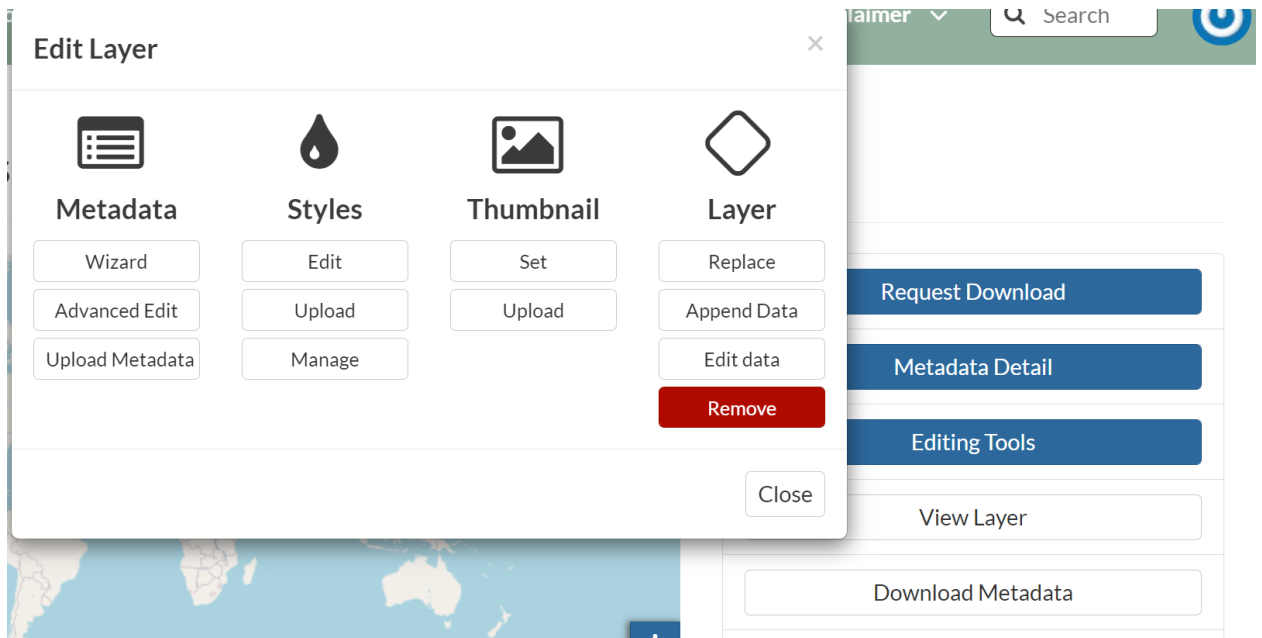 Edit Layer
×
Search
Metadata
Styles
Thumbnail
Layer
Wizard
Edit
Set
Replace
Advanced Edit
Upload
Upload
Append Data
Upload Metadata
Manage
Edit data
Remove
Close
Request Download
Metadata Detail
Editing Tools
View Layer
Download Metadata